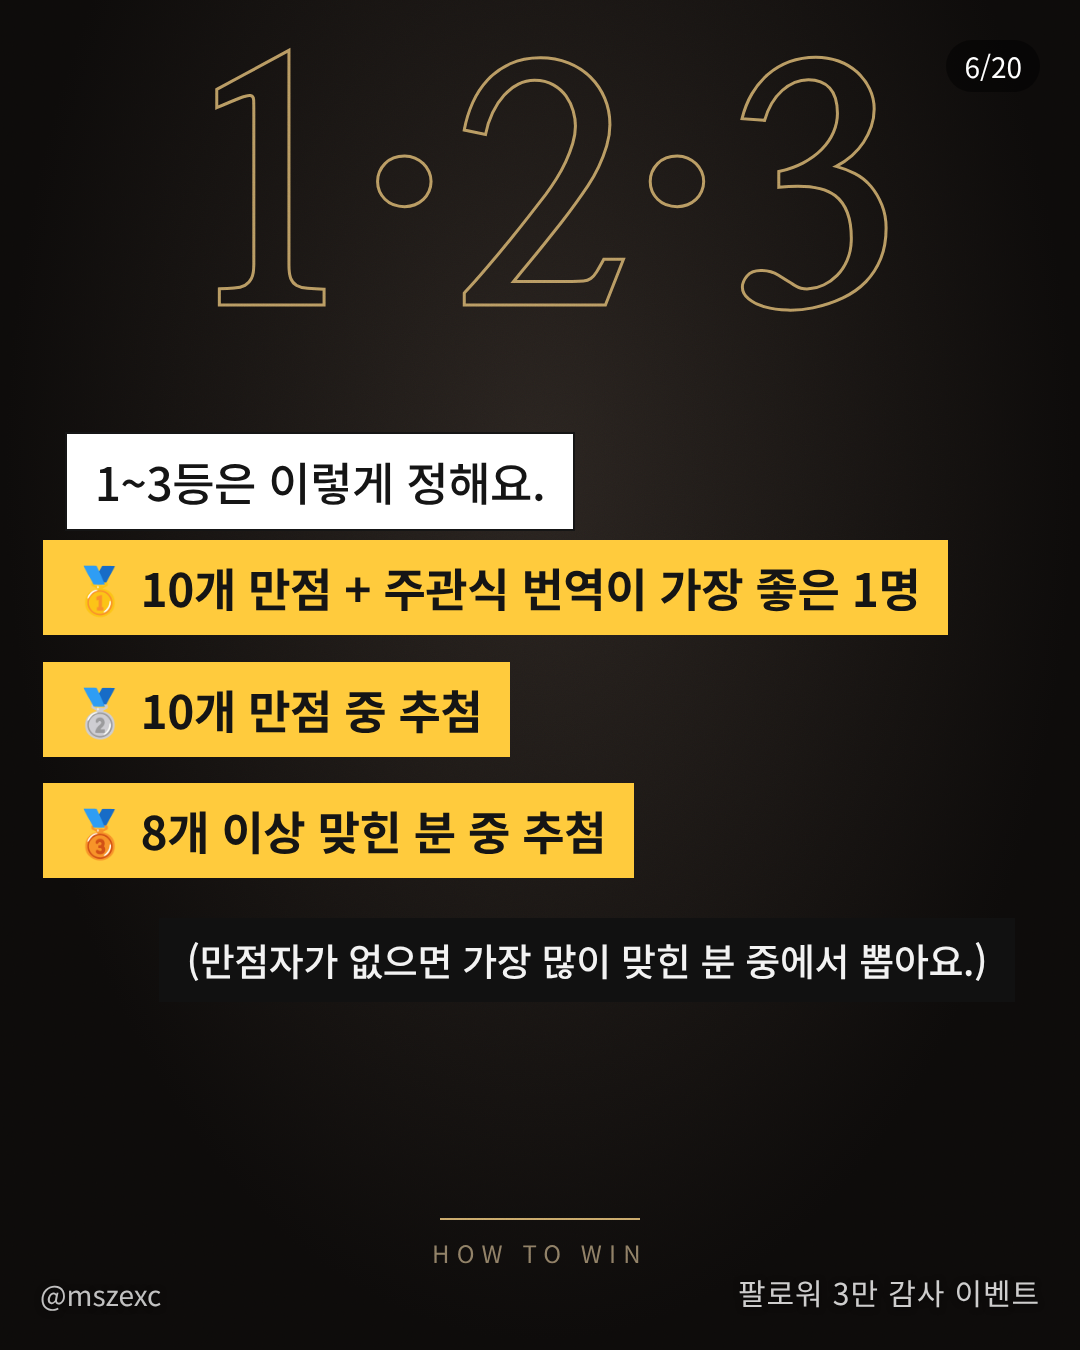 6/20
1·2·3
1~3등은 이렇게 정해요.
🥇 10개 만점 + 주관식 번역이 가장 좋은 1명
🥈 10개 만점 중 추첨
🥉 8개 이상 맞힌 분 중 추첨
(만점자가 없으면 가장 많이 맞힌 분 중에서 뽑아요.)
HOW TO WIN
@mszexc
팔로워 3만 감사 이벤트